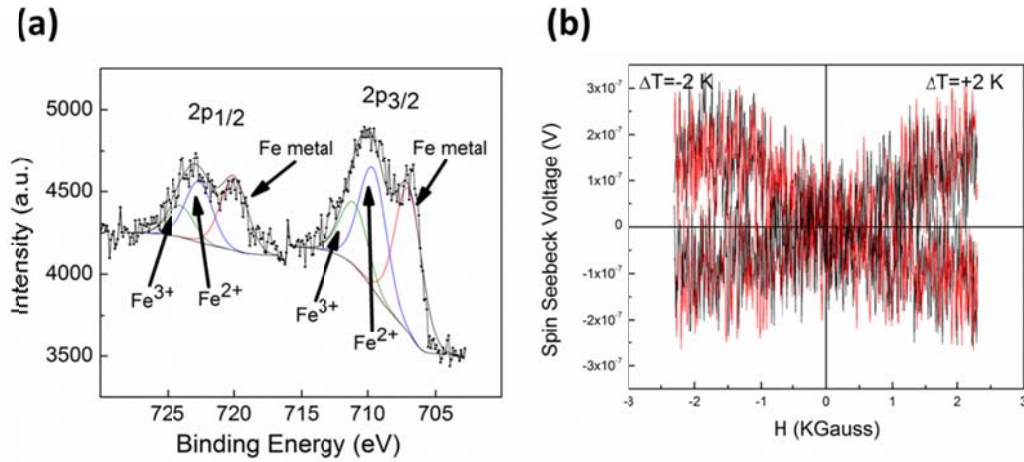 (a)
5000
4500
4000
3500
Intensity (a.u.)
2p1/2
2p3/2
Fe metal
Fe metal
Fe3+
Fe2+
Fe3+
Fe2+
725 720 715 710 705
Binding Energy (eV)
(b)
ΔT=-2 K
ΔT=+2 K
3x10-7
2x10-7
1x10-7
0
-1x10-7
-2x10-7
-3x10-7
Spin Seebeck Voltage (V)
-3 -2 -1 0 1 2 3
H (KGauss)